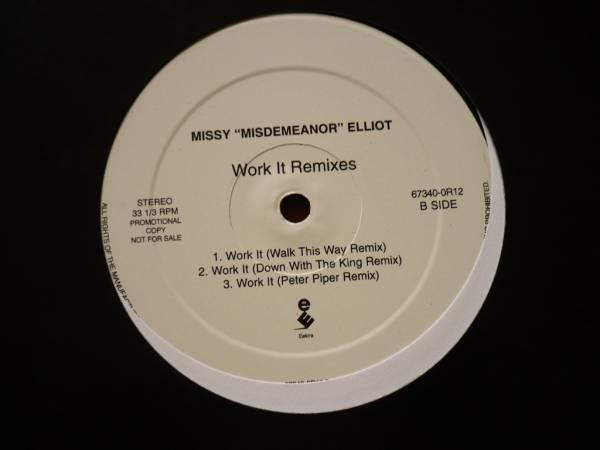 MISSY "MISDEMEANOR" ELLIOT
Work It Remixes
STEREO
33 1/3 RPM
PROMOTIONAL
COPY
NOT FOR SALE
67340-0R12
B SIDE
1. Work It (Walk This Way Remix)
2. Work It (Down With The King Remix)
3. Work It (Peter Piper Remix)
Elektra
ALL RIGHTS OF THE